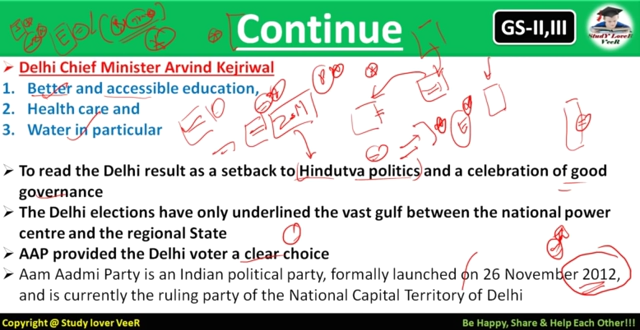 Continue
GS-II,III
StudY LoveR
VeeR
➤ Delhi Chief Minister Arvind Kejriwal
1. Better and accessible education,
2. Health care and
3. Water in particular
➤ To read the Delhi result as a setback to Hindutva politics and a celebration of good
governance
➤ The Delhi elections have only underlined the vast gulf between the national power
centre and the regional State
➤ AAP provided the Delhi voter a clear choice
➤ Aam Aadmi Party is an Indian political party, formally launched on 26 November 2012,
and is currently the ruling party of the National Capital Territory of Delhi
Copyright @ Study lover VeeR
Be Happy, Share & Help Each Other!!!